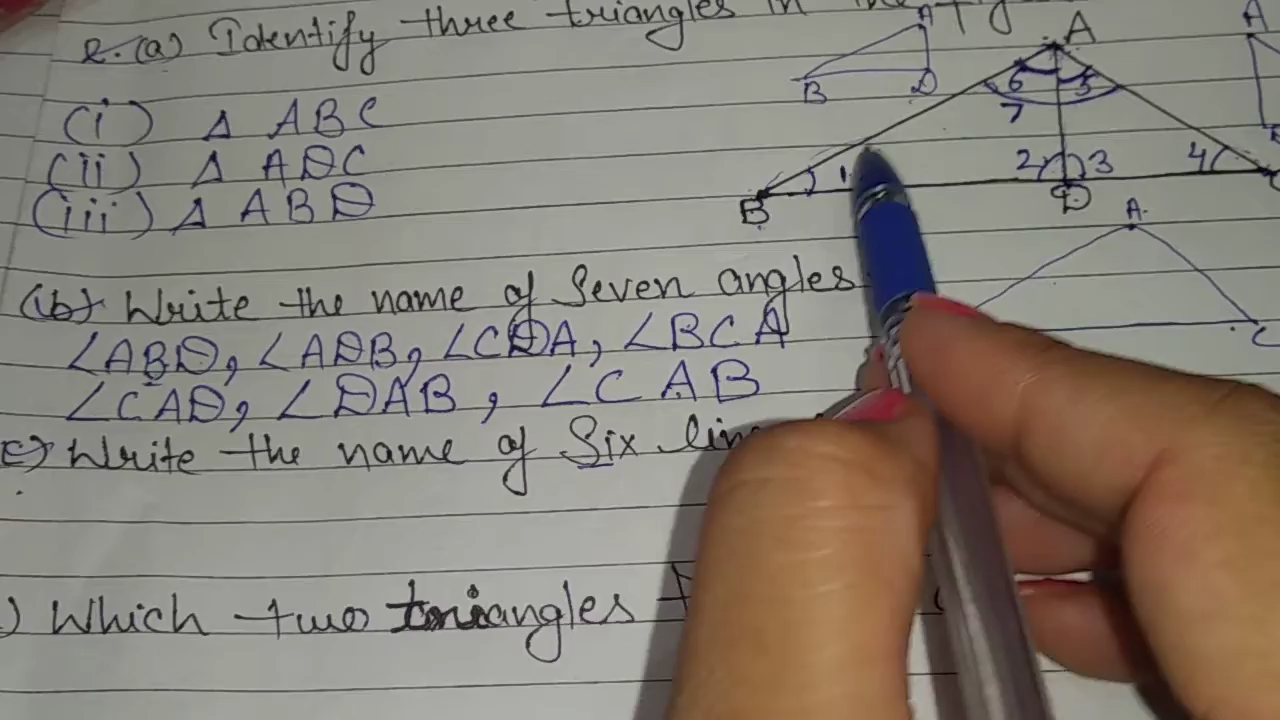 2. (a) Identify three triangles in
(i) Δ ABC
(ii) Δ ADC
(iii) Δ ABD
(b) Write the name of Seven angles
∠ABD, ∠ADB, ∠CDA, ∠BCA
∠CAD, ∠DAB, ∠CAB
c) Write the name of Six
) Which two triangles
A
B
D
A
6
5
7
1
2
3
4
B
D
C
A
A
C